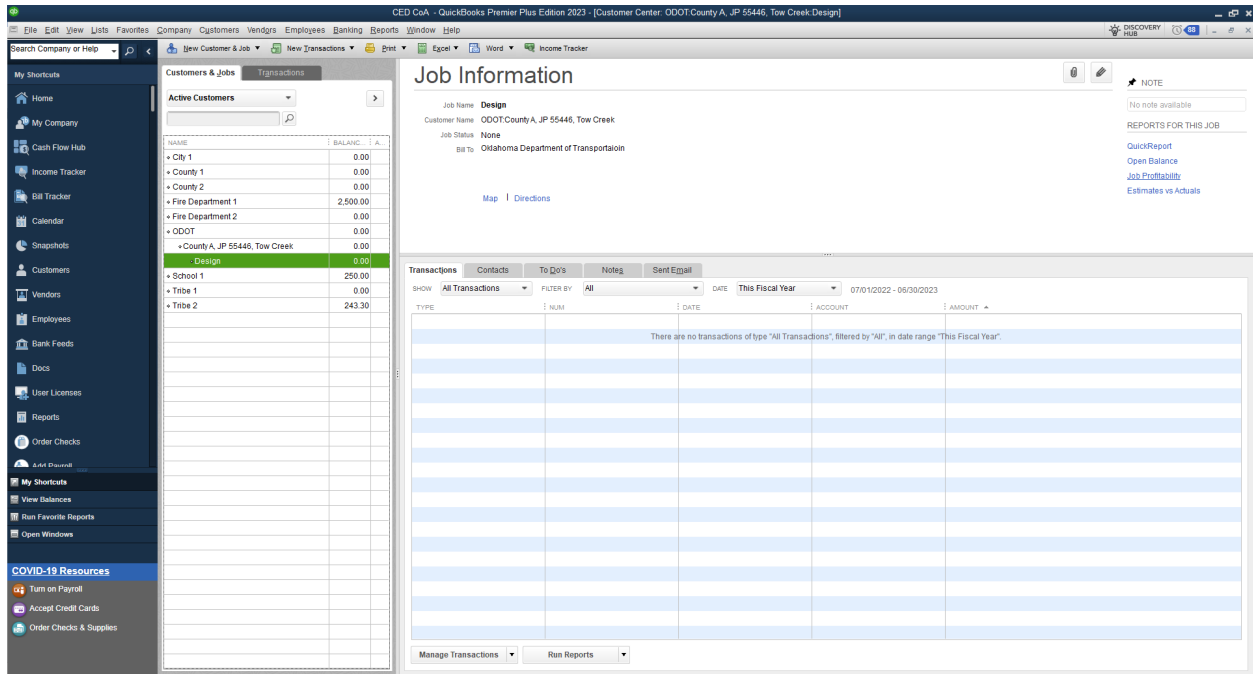 CED CoA - QuickBooks Premier Plus Edition 2023 - [Customer Center: ODOT:County A, JP 55446, Tow Creek:Design]
File Edit View Lists Favorites Company Customers Vendors Employees Banking Reports Window Help
DISCOVERY HUB 88
Search Company or Help
New Customer & Job New Transactions Print Excel Word Income Tracker
My Shortcuts
Home
My Company
Cash Flow Hub
Income Tracker
Bill Tracker
Calendar
Snapshots
Customers
Vendors
Employees
Bank Feeds
Docs
User Licenses
Reports
Order Checks
Add Payroll
My Shortcuts
View Balances
Run Favorite Reports
Open Windows
COVID-19 Resources
Turn on Payroll
Accept Credit Cards
Order Checks & Supplies
Customers & Jobs Transactions
Active Customers
NAME BALANC... A...
City 1 0.00
County 1 0.00
County 2 0.00
Fire Department 1 2,500.00
Fire Department 2 0.00
ODOT 0.00
County A, JP 55446, Tow Creek 0.00
Design 0.00
School 1 250.00
Tribe 1 0.00
Tribe 2 243.30
Job Information
Job Name Design
Customer Name ODOT:County A, JP 55446, Tow Creek
Job Status None
Bill To Oklahoma Department of Transportaioin
Map | Directions
NOTE
No note available
REPORTS FOR THIS JOB
QuickReport
Open Balance
Job Profitability
Estimates vs Actuals
Transactions Contacts To Do's Notes Sent Email
SHOW All Transactions FILTER BY All DATE This Fiscal Year 07/01/2022 - 06/30/2023
TYPE NUM DATE ACCOUNT AMOUNT
There are no transactions of type "All Transactions", filtered by "All", in date range "This Fiscal Year".
Manage Transactions Run Reports